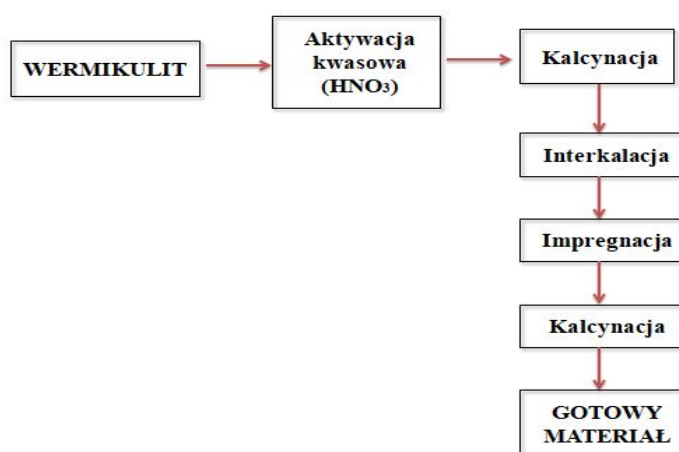 WERMIKULIT
Aktywacja
kwasowa
(HNO₃)
Kalcynacja
Interkalacja
Impregnacja
Kalcynacja
GOTOWY
MATERIAŁ